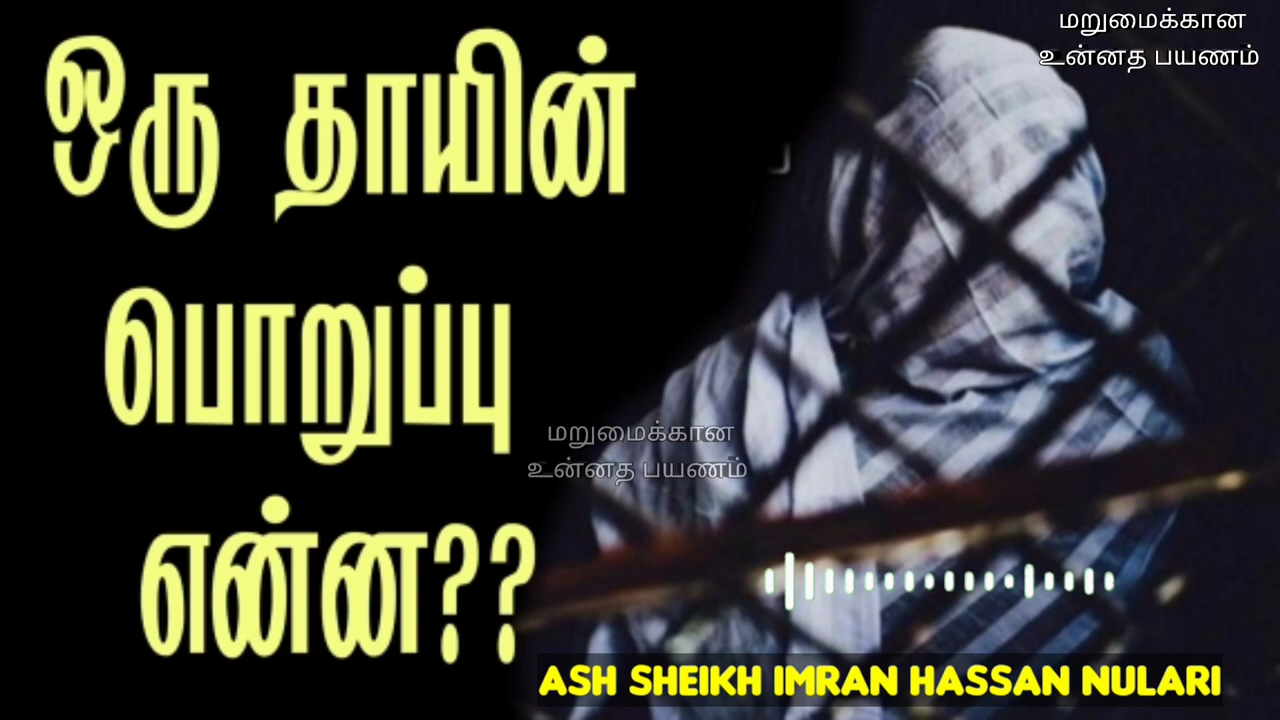 ஒரு தாயின்
பொறுப்பு
என்ன??
மறுமைக்கான
உன்னத பயணம்
மறுமைக்கான
உன்னத பயணம்
ASH SHEIKH IMRAN HASSAN NULARI